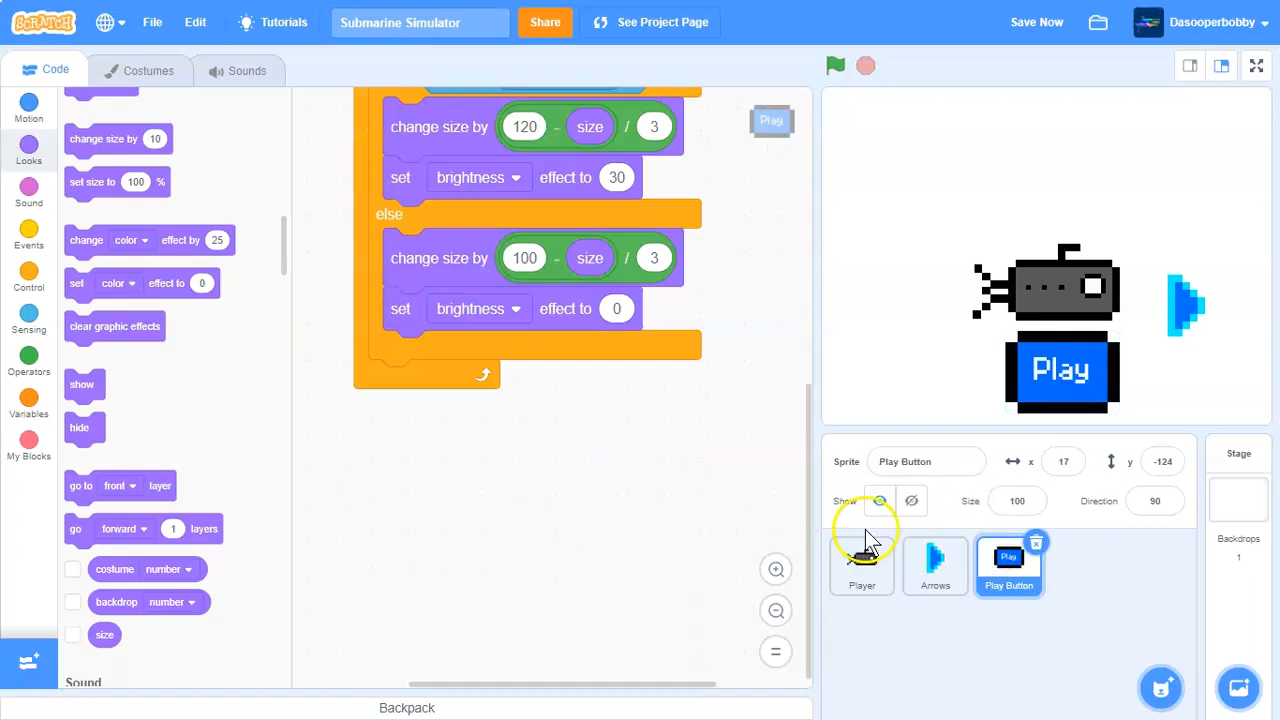 SCRATCH
File
Edit
Tutorials
Submarine Simulator
Share
See Project Page
Save Now
Dasooperbobby
Code
Costumes
Sounds
Motion
Looks
Sound
Events
Control
Sensing
Operators
Variables
My Blocks
change size by 10
set size to 100 %
change color effect by 25
set color effect to 0
clear graphic effects
show
hide
go to front layer
go forward 1 layers
costume number
backdrop number
size
Sound
change size by 120 - size / 3
set brightness effect to 30
else
change size by 100 - size / 3
set brightness effect to 0
Play
Play
Sprite Play Button x 17 y -124
Show Size 100 Direction 90
Player
Arrows
Play
Play Button
Stage
Backdrops
1
Backpack